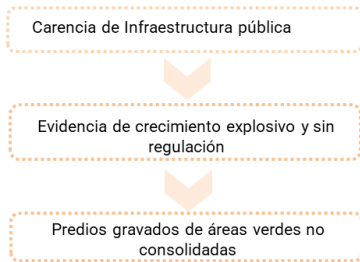 Carencia de Infraestructura pública
Evidencia de crecimiento explosivo y sin
regulación
Predios gravados de áreas verdes no
consolidadas